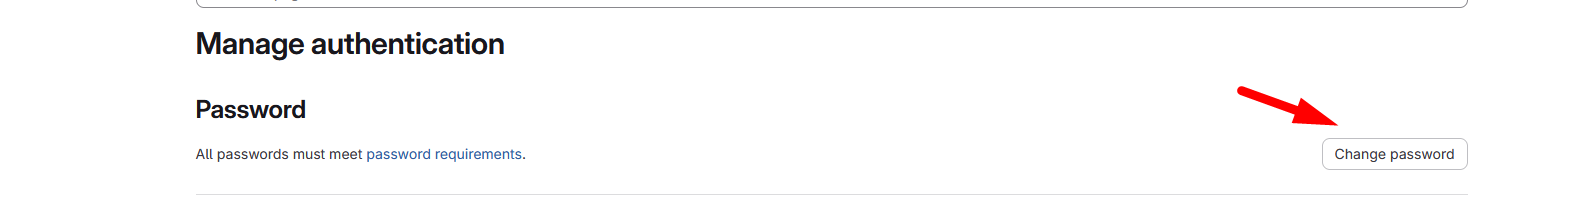 Manage authentication
Password
All passwords must meet password requirements.
Change password